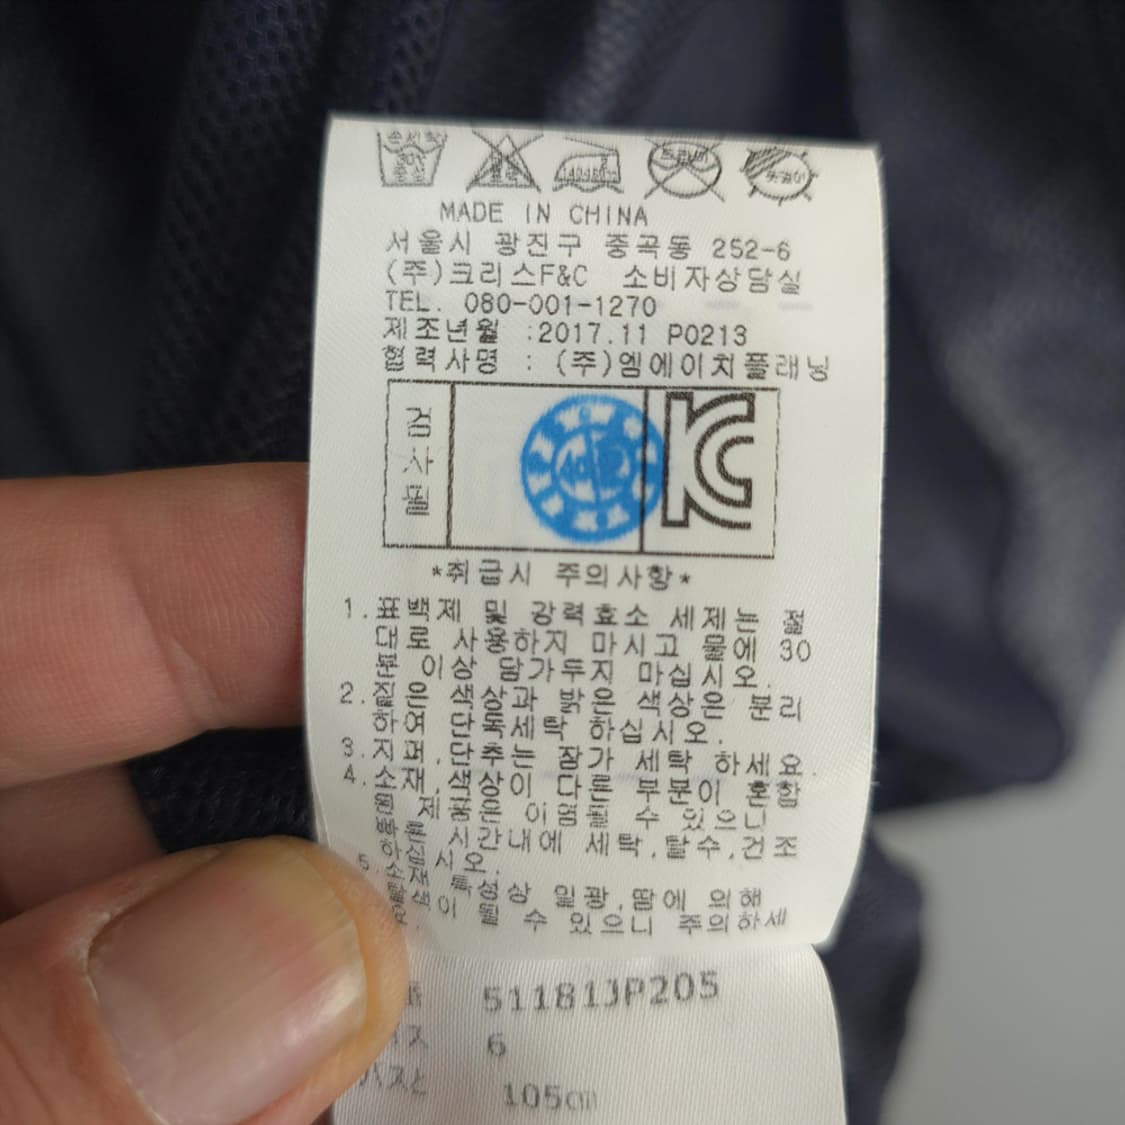 손세탁
30℃
중성
MADE IN CHINA
서울시 광진구 중곡동 252-6
(주)크리스F&C 소비자상담실
TEL. 080-001-1270
제조년월 :2017.11 P0213
협력사명 : (주)엠에이치플래닝
검
사
필
KC
*취급시 주의사항*
1.표백제 및 강력효소 세제는 절
대로 사용하지 마시고 물에 30
분 이상 담가두지 마십시오.
2.짙은 색상과 밝은 색상은 분리
하여 단독세탁 하십시오.
3.지퍼,단추는 잠가 세탁 하세요.
4.소재,색상이 다른 부분이 혼합
된 제품은 이염될 수 있으니
빠른 시간내에 세탁,탈수,건조
하십시오.
5.소재 특성상 일광,땀에 의해
탈색이 될 수 있으니 주의하세
요.
51181JP205
6
105㎝